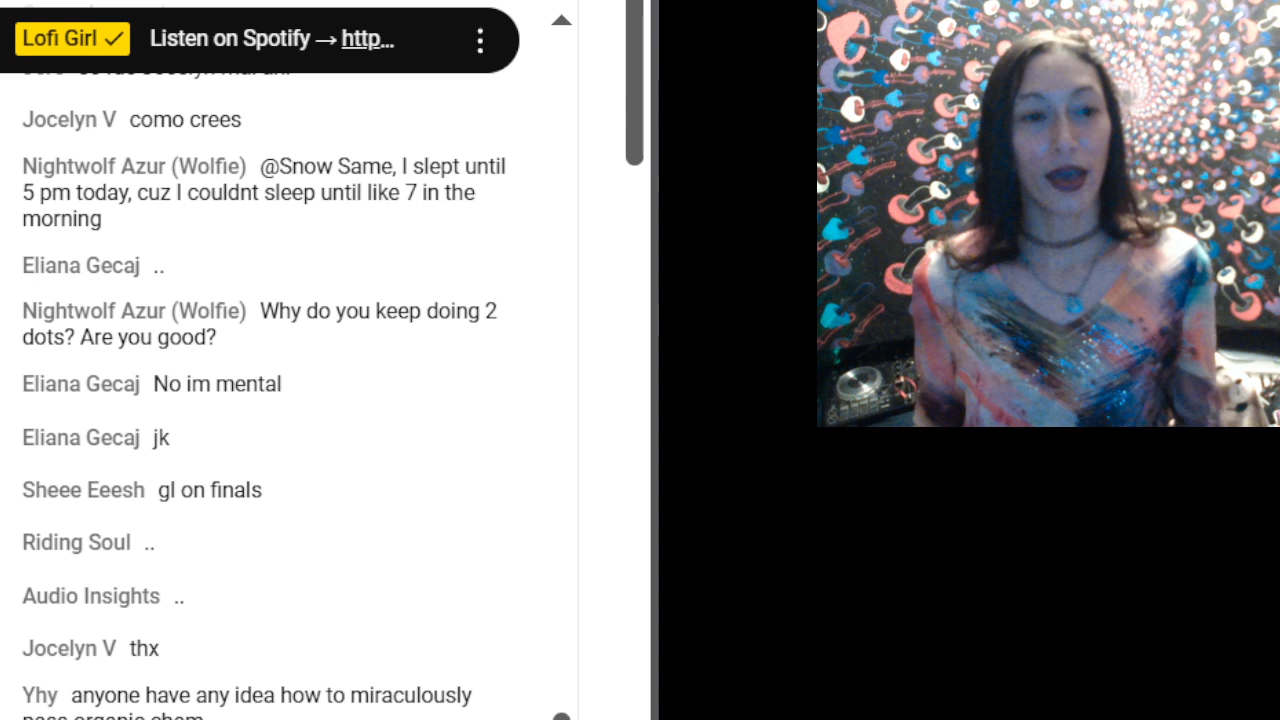 Lofi Girl ✓ Listen on Spotify → http...
Jocelyn V como crees
Nightwolf Azur (Wolfie) @Snow Same, I slept until
5 pm today, cuz I couldnt sleep until like 7 in the
morning
Eliana Gecaj ..
Nightwolf Azur (Wolfie) Why do you keep doing 2
dots? Are you good?
Eliana Gecaj No im mental
Eliana Gecaj jk
Sheee Eeesh gl on finals
Riding Soul ..
Audio Insights ..
Jocelyn V thx
Yhy anyone have any idea how to miraculously
pass organic chem